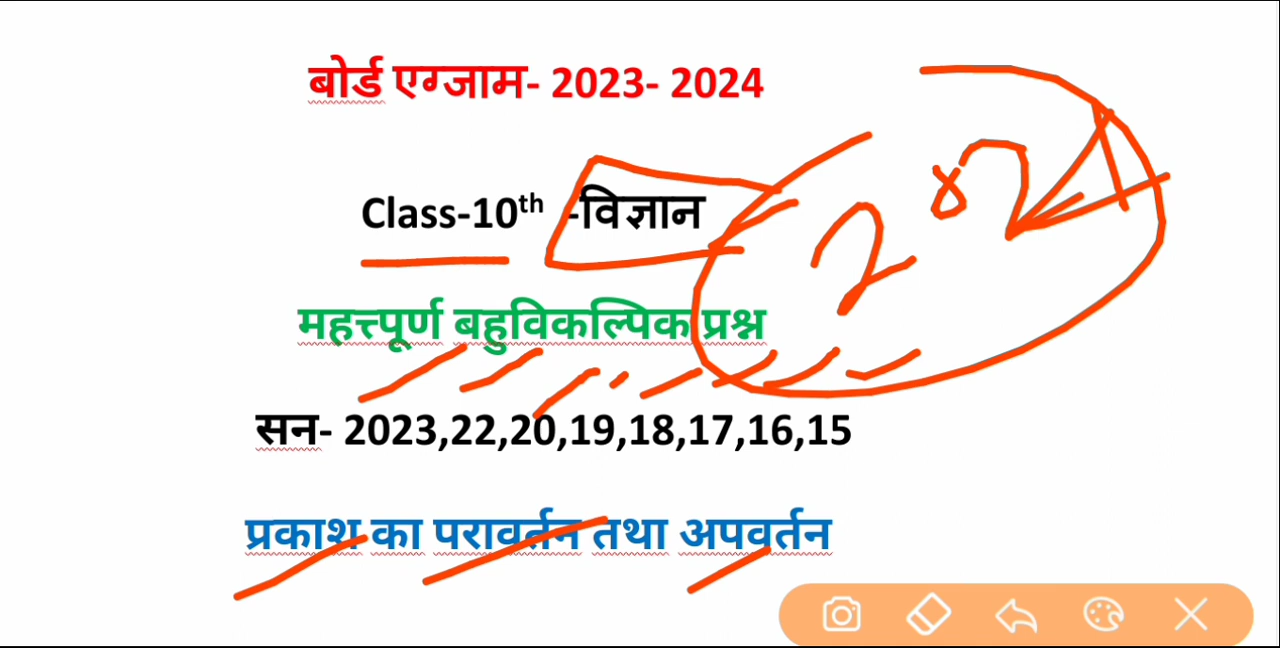 बोर्ड एग्जाम- 2023- 2024
Class-10th -विज्ञान
महत्त्पूर्ण बहुविकल्पिक प्रश्न
सन- 2023,22,20,19,18,17,16,15
प्रकाश का परावर्तन तथा अपवर्तन